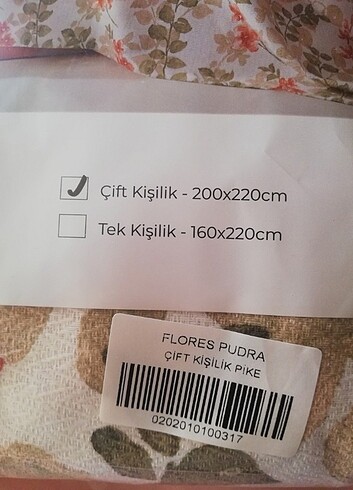 Çift Kişilik - 200x220cm
Tek Kişilik - 160x220cm
FLORES PUDRA
ÇİFT KİŞİLİK PİKE
0202010100317